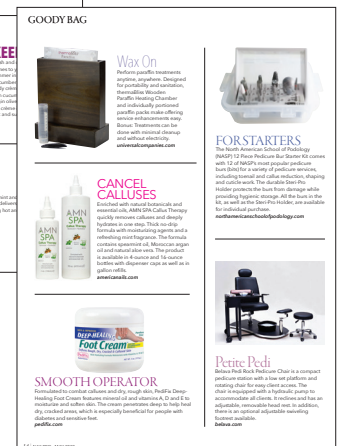 GOODY BAG
Wax On
Perform paraffin treatments
anytime, anywhere. Designed
for portability and sanitation,
thermaBliss Wooden
Paraffin Heating Chamber
and individually portioned
paraffin packs make offering
service enhancements easy.
Bonus: Treatments can be
done with minimal cleanup
and without electricity.
universalcompanies.com
CANCEL
CALLUSES
Enriched with natural botanicals and
essential oils, AMN SPA Callus Therapy
quickly removes calluses and deeply
hydrates in one step. Thick no-drip
formula with moisturizing agents and a
refreshing mint fragrance. The formula
contains spearmint oil, Moroccan argan
oil and natural aloe vera. The product
is available in 4-ounce and 16-ounce
bottles with dispenser caps as well as in
gallon refills.
americanails.com
AMN
SPA
AMN
SPA
DEEP-HEALING
Foot Cream
SMOOTH OPERATOR
Formulated to combat calluses and dry, rough skin, PediFix Deep-
Healing Foot Cream features mineral oil and vitamins A, D and E to
moisturize and soften skin. The cream penetrates deep to help heal
dry, cracked areas, which is especially beneficial for people with
diabetes and sensitive feet.
pedifix.com
FOR STARTERS
The North American School of Podology
(NASP) 12 Piece Pedicure Bur Starter Kit comes
with 12 of NASP's most popular pedicure
burs (bits) for a variety of pedicure services,
including toenail and callus reduction, shaping
and cuticle work. The durable Steri-Pro
Holder protects the burs from damage while
providing hygienic storage. All the burs in the
kit, as well as the Steri-Pro Holder, are available
for individual purchase.
northamericanschoolofpodology.com
Petite Pedi
Belava Red Rock Pedicure Chair is a compact
pedicure station with a low set platform and
rotating chair for easy client access. The
chair is equipped with a hydraulic pump to
accommodate all clients. It reclines and has an
adjustable, removable head rest. In addition,
there is an optional adjustable swiveling
footrest available.
belava.com